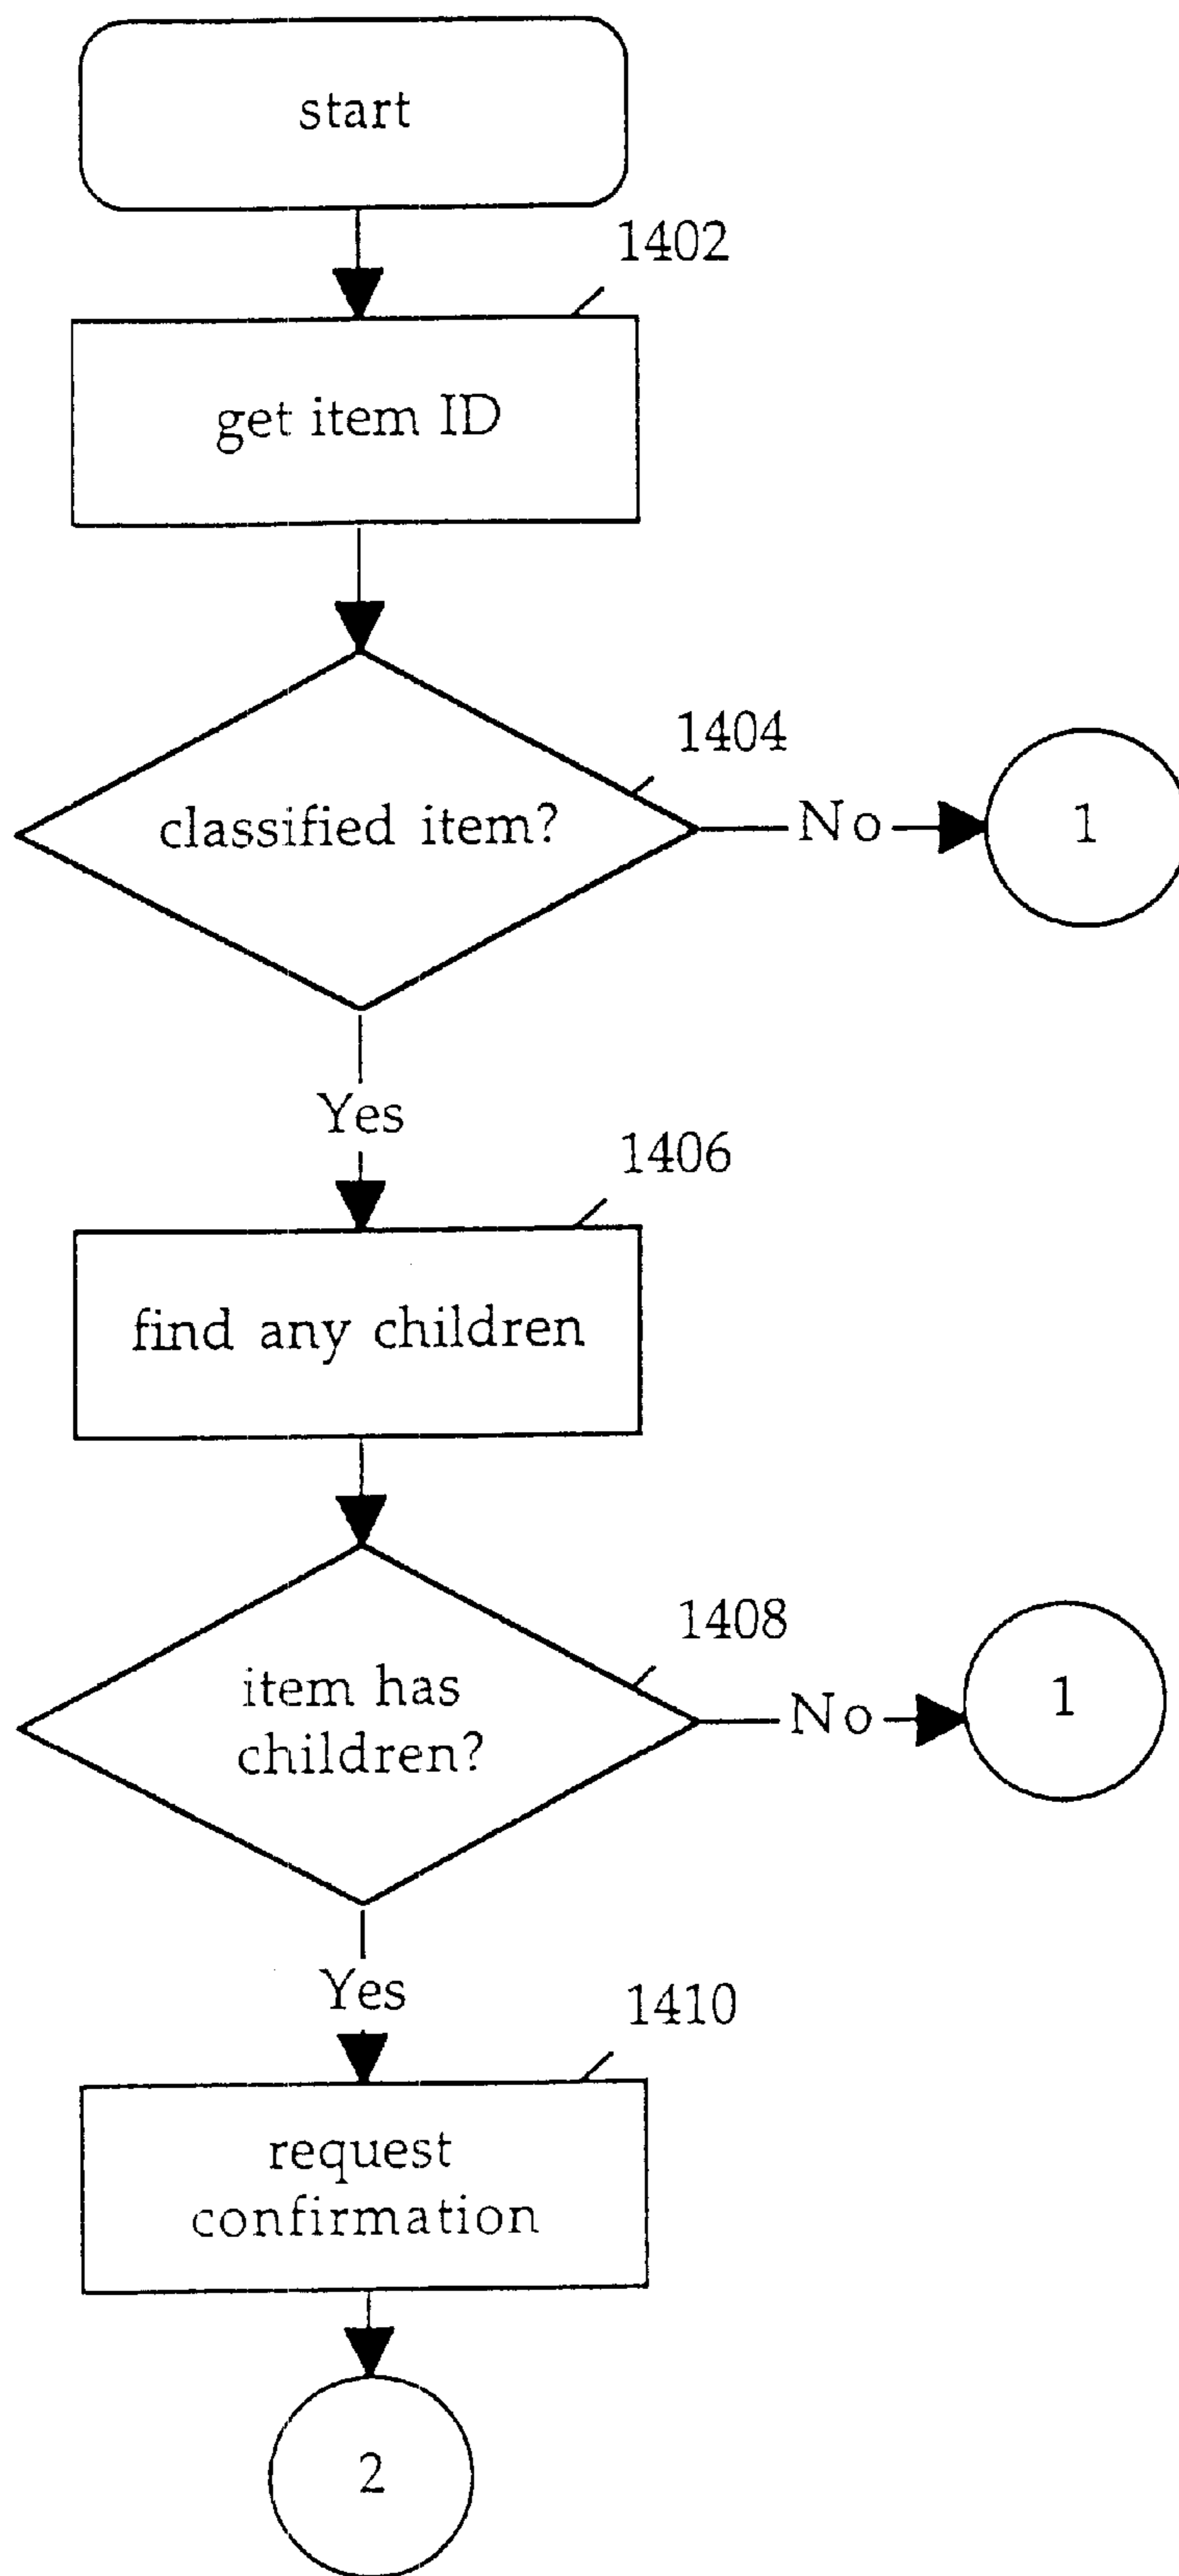 start
1402
get item ID
1404
classified item?
No
1
Yes
1406
find any children
1408
item has
children?
No
1
Yes
1410
request
confirmation
2